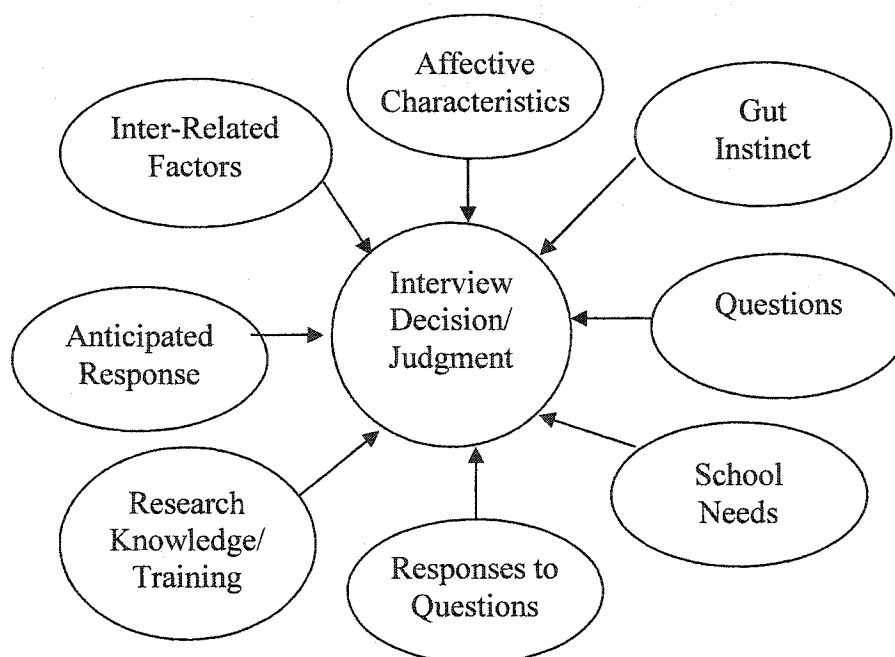 Affective
Characteristics
Gut
Instinct
Inter-Related
Factors
Interview
Decision/
Judgment
Questions
Anticipated
Response
School
Needs
Research
Knowledge/
Training
Responses to
Questions